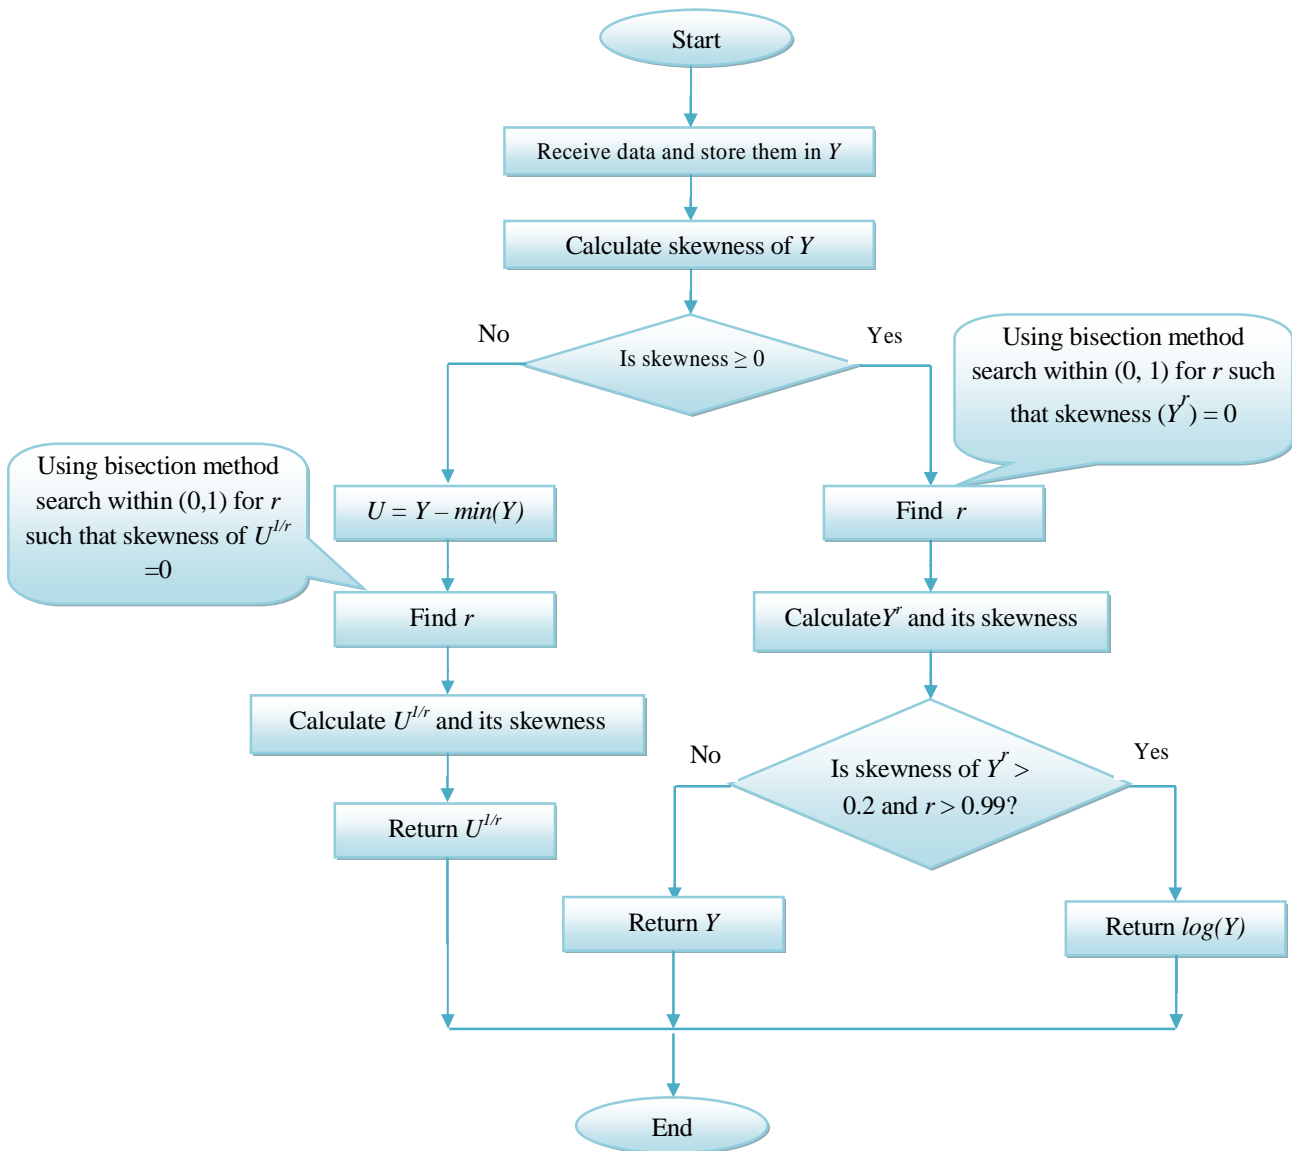 Start
Receive data and store them in Y
Calculate skewness of Y
Is skewness ≥ 0
No
Yes
Using bisection method
search within (0, 1) for r such
that skewness (Y^r) = 0
Using bisection method
search within (0,1) for r
such that skewness of U^1/r
=0
U = Y – min(Y)
Find r
Find r
Calculate U^1/r and its skewness
CalculateY^r and its skewness
Return U^1/r
No
Yes
Is skewness of Y^r >
0.2 and r > 0.99?
Return Y
Return log(Y)
End